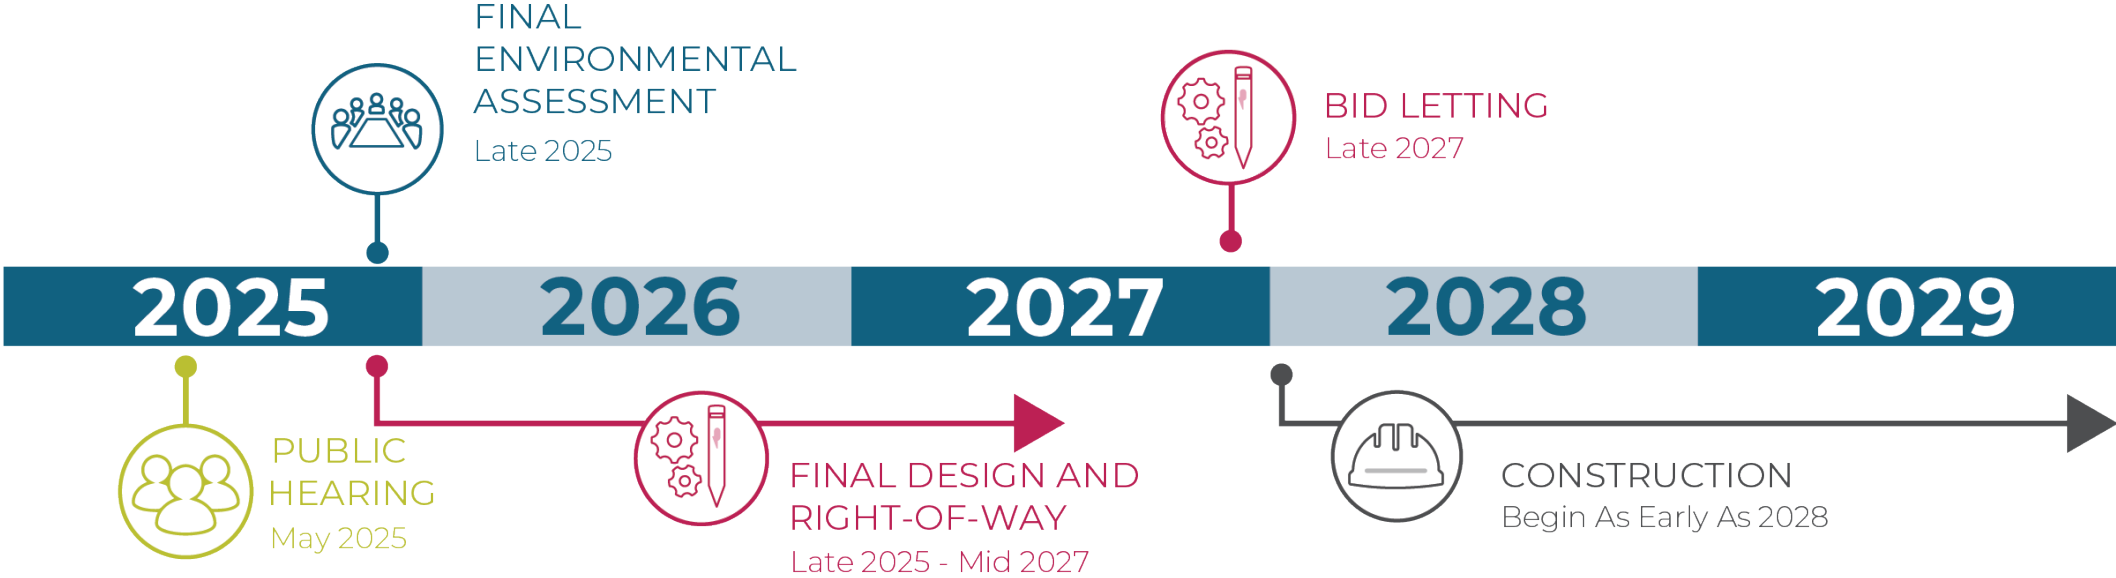 FINAL
ENVIRONMENTAL
ASSESSMENT
Late 2025
BID LETTING
Late 2027
2025
2026
2027
2028
2029
PUBLIC
HEARING
May 2025
FINAL DESIGN AND
RIGHT-OF-WAY
Late 2025 - Mid 2027
CONSTRUCTION
Begin As Early As 2028